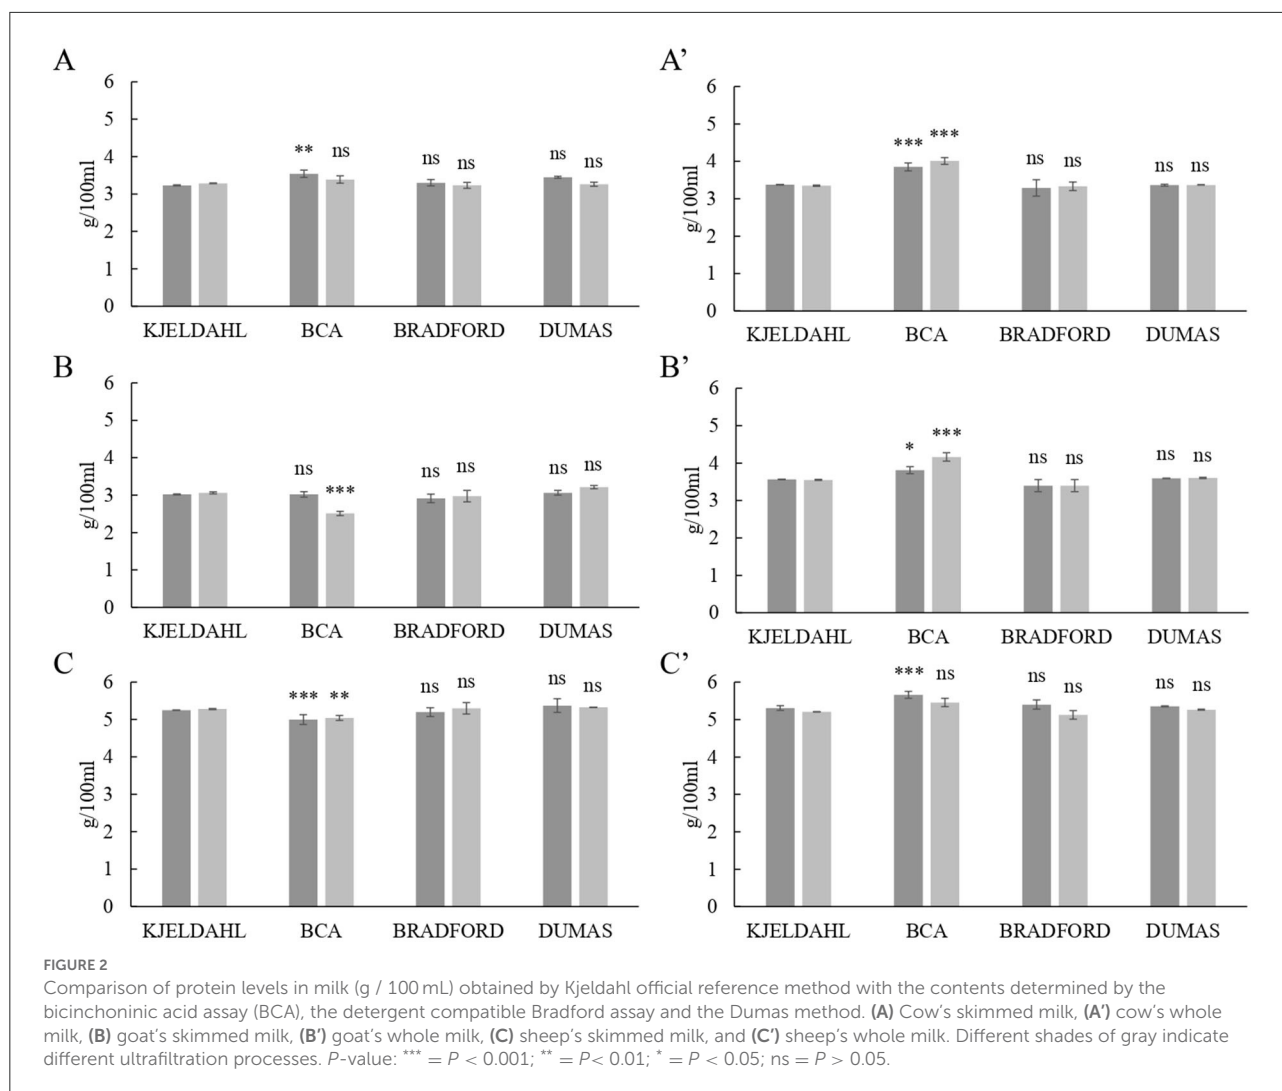 A
6
5
4
3
2
1
0
g/100ml
** ns ns ns ns ns
KJELDAHL BCA BRADFORD DUMAS
A’
6
5
4
3
2
1
0
g/100ml
*** *** ns ns ns ns
KJELDAHL BCA BRADFORD DUMAS
B
6
5
4
3
2
1
0
g/100ml
ns *** ns ns ns ns
KJELDAHL BCA BRADFORD DUMAS
B’
6
5
4
3
2
1
0
g/100ml
* *** ns ns ns ns
KJELDAHL BCA BRADFORD DUMAS
C
6
5
4
3
2
1
0
g/100ml
*** ** ns ns ns ns
KJELDAHL BCA BRADFORD DUMAS
C’
6
5
4
3
2
1
0
g/100ml
*** ns ns ns ns ns
KJELDAHL BCA BRADFORD DUMAS
FIGURE 2
Comparison of protein levels in milk (g / 100 mL) obtained by Kjeldahl official reference method with the contents determined by the
bicinchoninic acid assay (BCA), the detergent compatible Bradford assay and the Dumas method. (A) Cow’s skimmed milk, (A’) cow’s whole
milk, (B) goat’s skimmed milk, (B’) goat’s whole milk, (C) sheep’s skimmed milk, and (C’) sheep’s whole milk. Different shades of gray indicate
different ultrafiltration processes. P-value: *** = P < 0.001; ** = P< 0.01; * = P < 0.05; ns = P > 0.05.